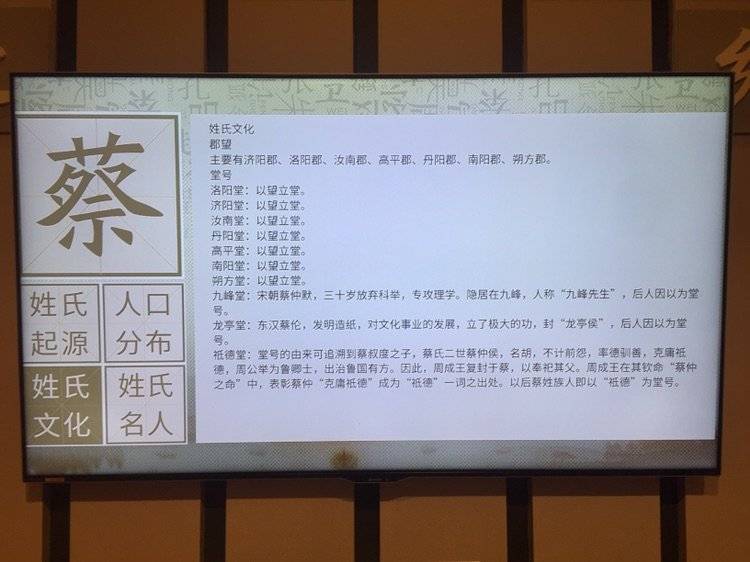 蔡
姓氏
起源
人口
分布
姓氏
文化
姓氏
名人
姓氏文化
郡望
主要有济阳郡、洛阳郡、汝南郡、高平郡、丹阳郡、南阳郡、朔方郡。
堂号
洛阳堂：以望立堂。
济阳堂：以望立堂。
汝南堂：以望立堂。
丹阳堂：以望立堂。
高平堂：以望立堂。
南阳堂：以望立堂。
朔方堂：以望立堂。
九峰堂：宋朝蔡仲默，三十岁放弃科举，专攻理学。隐居在九峰，人称“九峰先生”，后人因以为堂
号。
龙亭堂：东汉蔡伦，发明造纸，对文化事业的发展，立了极大的功，封“龙亭侯”，后人因以为堂
号。
祗德堂：堂号的由来可追溯到蔡叔度之子，蔡氏二世蔡仲侯，名胡，不计前怨，率德驯善，克庸祗
德，周公举为鲁卿士，出治鲁国有方。因此，周成王复封于蔡，以奉祀其父。周成王在其钦命“蔡仲
之命”中，表彰蔡仲“克庸祗德”成为“祗德”一词之出处。以后蔡姓族人即以“祗德”为堂号。